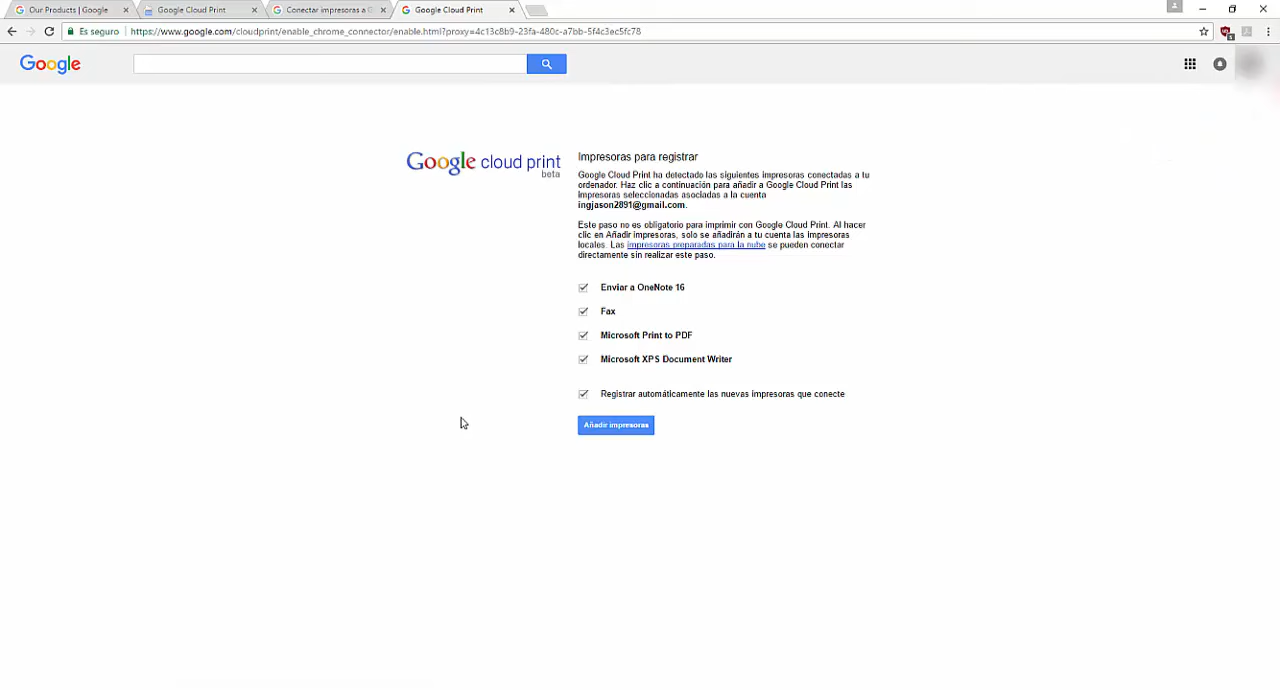 Our Products | Google
Google Cloud Print
Conectar impresoras a G
Google Cloud Print
Es seguro
https://www.google.com/cloudprint/enable_chrome_connector/enable.html?proxy=4c13c8b9-23fa-480c-a7bb-5f4c3ec5fc78
Google
Google cloud print
beta
Impresoras para registrar
Google Cloud Print ha detectado las siguientes impresoras conectadas a tu
ordenador. Haz clic a continuación para añadir a Google Cloud Print las
impresoras seleccionadas asociadas a la cuenta
ingjason2891@gmail.com.
Este paso no es obligatorio para imprimir con Google Cloud Print. Al hacer
clic en Añadir impresoras, solo se añadirán a tu cuenta las impresoras
locales. Las impresoras preparadas para la nube se pueden conectar
directamente sin realizar este paso.
Enviar a OneNote 16
Fax
Microsoft Print to PDF
Microsoft XPS Document Writer
Registrar automáticamente las nuevas impresoras que conecte
Añadir impresoras